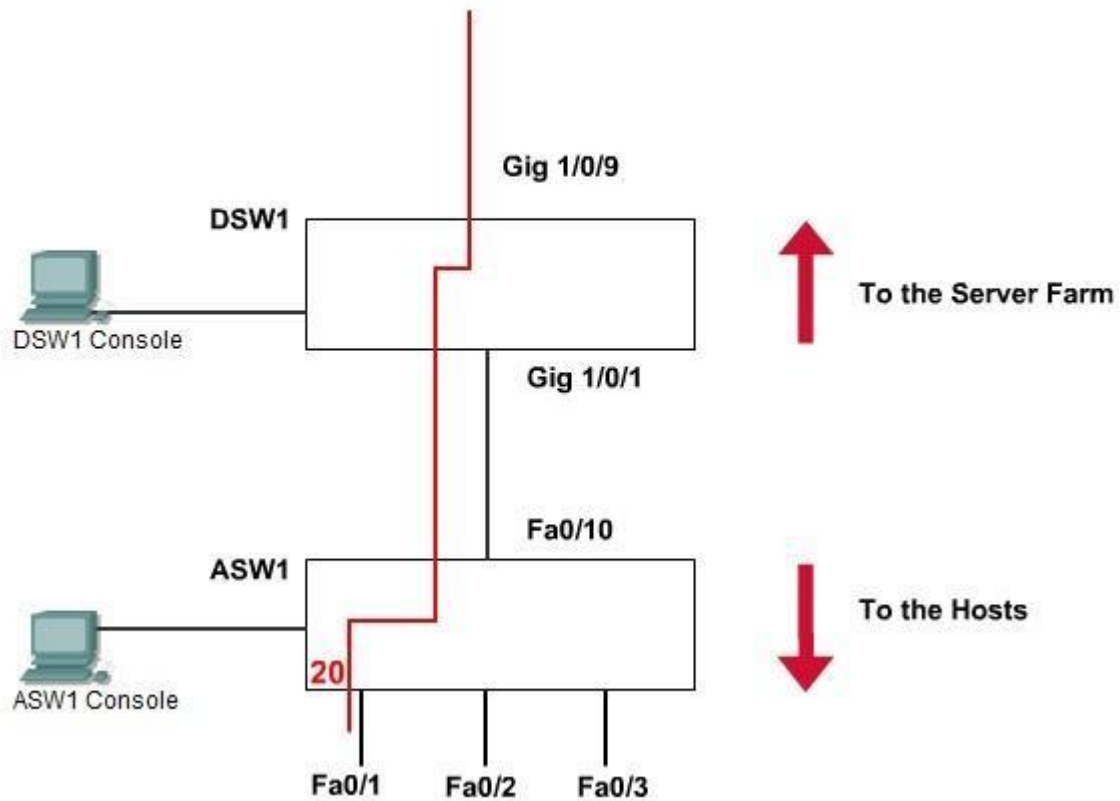 Gig 1/0/9
DSW1
To the Server Farm
DSW1 Console
Gig 1/0/1
Fa0/10
ASW1
To the Hosts
20
ASW1 Console
Fa0/1
Fa0/2
Fa0/3